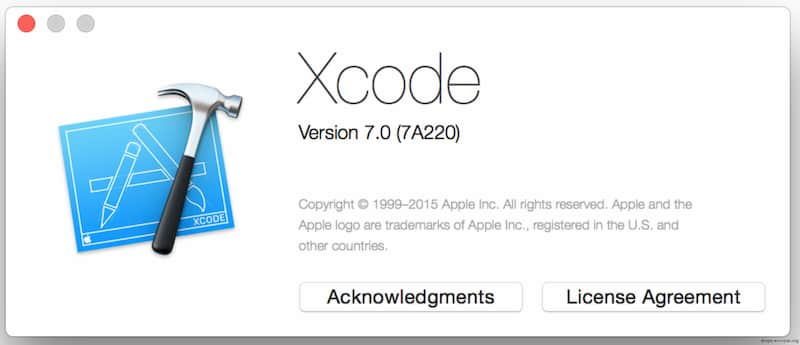 Xcode
Version 7.0 (7A220)
Copyright © 1999–2015 Apple Inc. All rights reserved. Apple and the
Apple logo are trademarks of Apple Inc., registered in the U.S. and
other countries.
XCODE
Acknowledgments
License Agreement